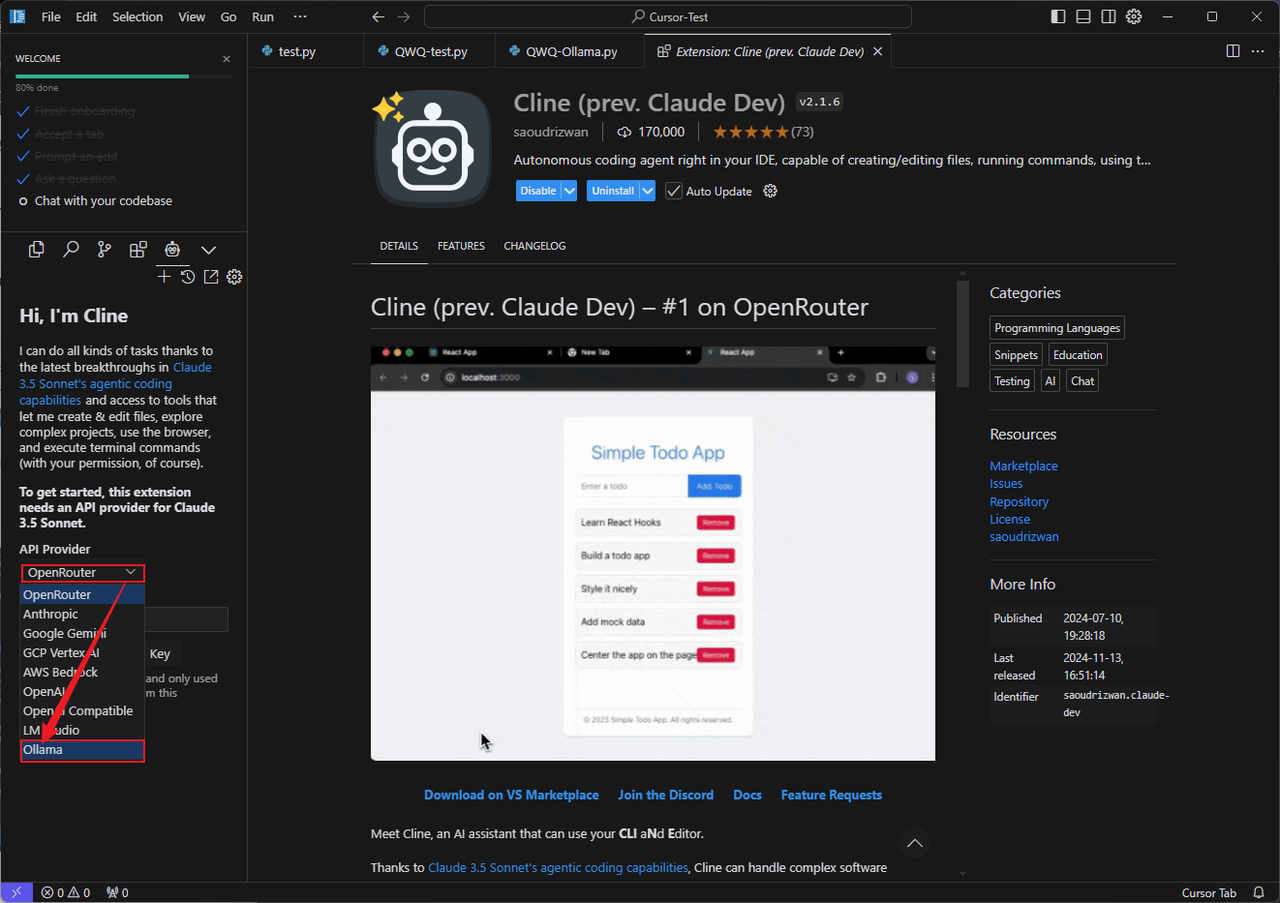 File Edit Selection View Go Run ···
Cursor-Test
WELCOME
80% done
Finish onboarding
Accept a tab
Prompt an edit
Ask a question
Chat with your codebase
Hi, I'm Cline
I can do all kinds of tasks thanks to
the latest breakthroughs in Claude
3.5 Sonnet's agentic coding
capabilities and access to tools that
let me create & edit files, explore
complex projects, use the browser,
and execute terminal commands
(with your permission, of course).
To get started, this extension
needs an API provider for Claude
3.5 Sonnet.
API Provider
OpenRouter
OpenRouter
Anthropic
Google Gemini
GCP Vertex AI
Key
AWS Bedrock
and only used
OpenAI
m this
OpenAI Compatible
LM Studio
Ollama
test.py
QWQ-test.py
QWQ-Ollama.py
Extension: Cline (prev. Claude Dev)
Cline (prev. Claude Dev) v2.1.6
saoudrizwan 170,000 (73)
Autonomous coding agent right in your IDE, capable of creating/editing files, running commands, using t...
Disable Uninstall Auto Update
DETAILS FEATURES CHANGELOG
Cline (prev. Claude Dev) – #1 on OpenRouter
React App New Tab React App
localhost:3000
Simple Todo App
Enter a todo Add Todo
Learn React Hooks Remove
Build a todo app Remove
Style it nicely Remove
Add mock data Remove
Center the app on the page Remove
© 2023 Simple Todo App. All rights reserved.
Download on VS Marketplace Join the Discord Docs Feature Requests
Meet Cline, an AI assistant that can use your CLI aNd Editor.
Thanks to Claude 3.5 Sonnet's agentic coding capabilities, Cline can handle complex software
Categories
Programming Languages
Snippets Education
Testing AI Chat
Resources
Marketplace
Issues
Repository
License
saoudrizwan
More Info
Published 2024-07-10,
19:28:18
Last 2024-11-13,
released 16:51:14
Identifier saoudrizwan.claude-
dev
0 0 0
Cursor Tab